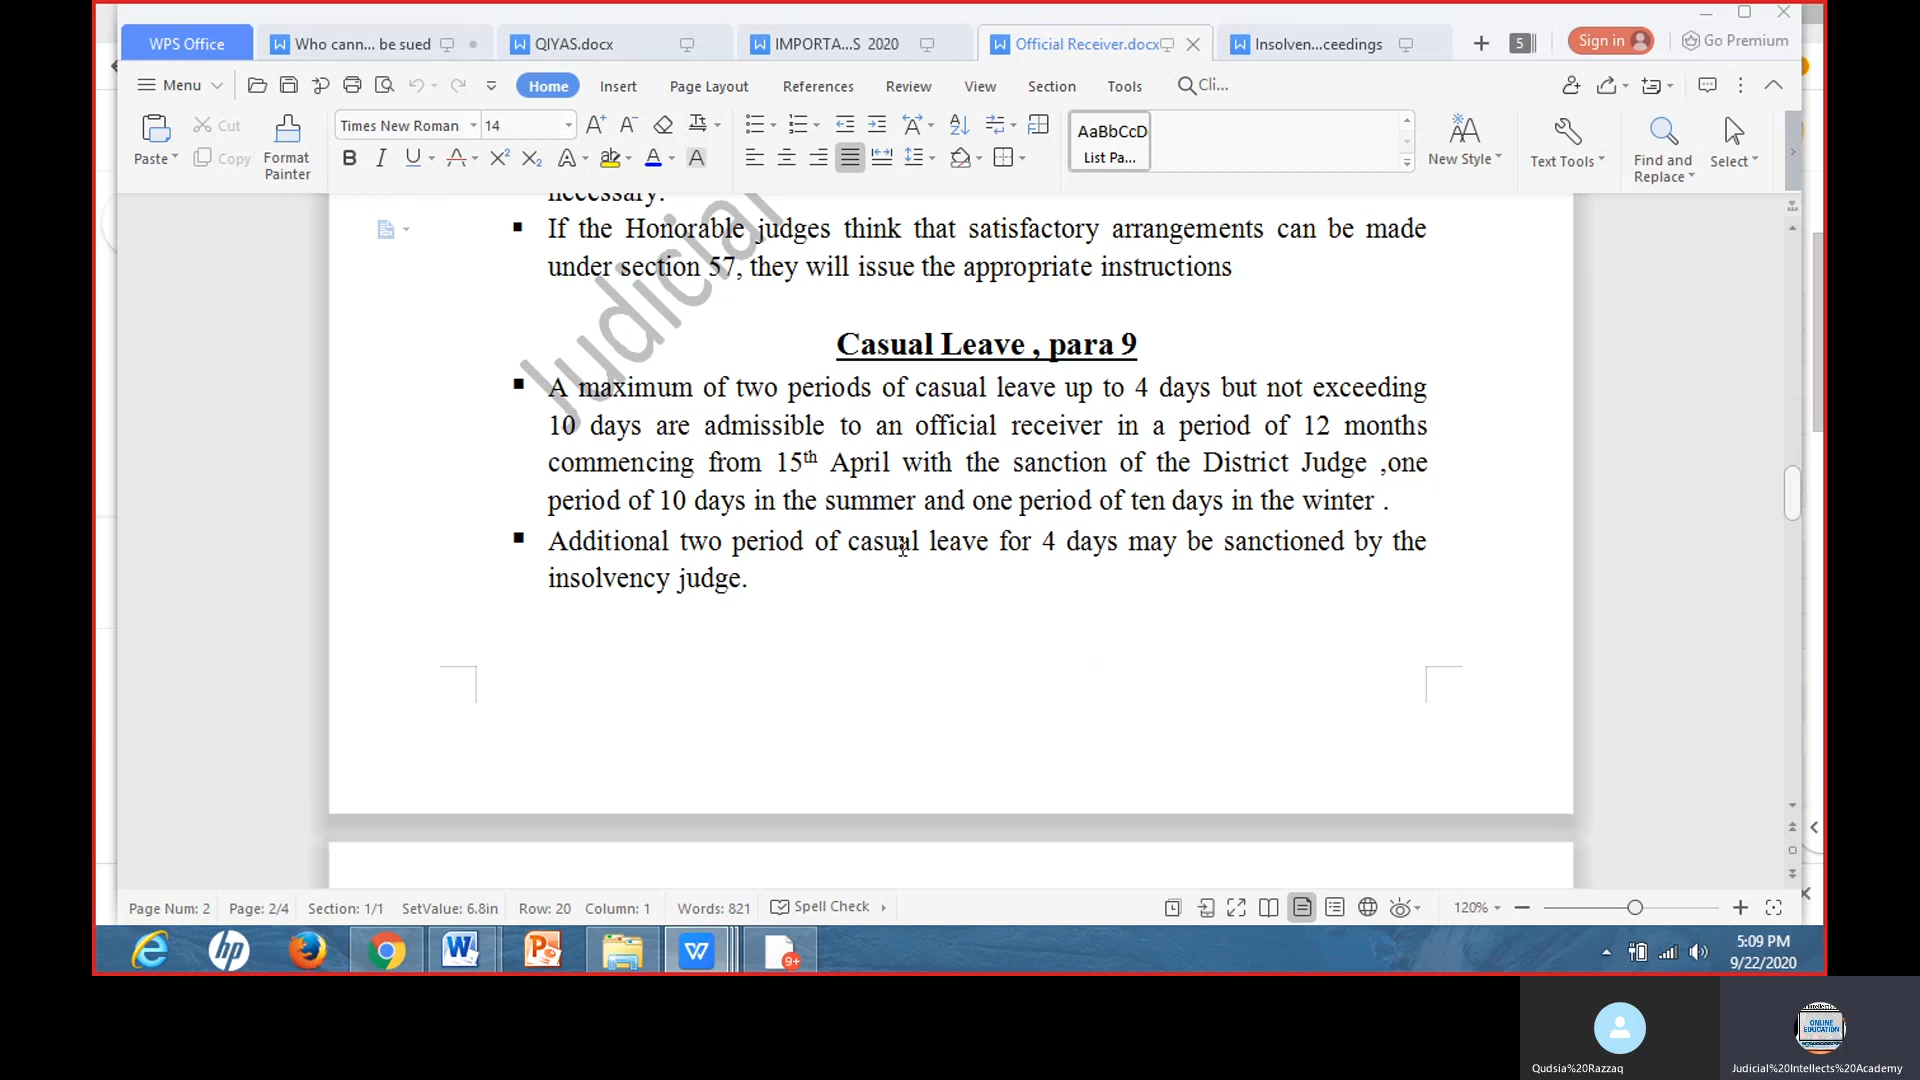 WPS Office
Who cann... be sued
QIYAS.docx
IMPORTA...S 2020
Official Receiver.docx
Insolven...ceedings
5
Sign in
Go Premium
Menu
Home
Insert
Page Layout
References
Review
View
Section
Tools
Cli...
Paste
Cut
Copy
Format
Painter
Times New Roman
14
AaBbCcD
List Pa...
New Style
Text Tools
Find and
Replace
Select
necessary.
▪ If the Honorable judges think that satisfactory arrangements can be made
under section 57, they will issue the appropriate instructions
Judicial
Casual Leave , para 9
▪ A maximum of two periods of casual leave up to 4 days but not exceeding
10 days are admissible to an official receiver in a period of 12 months
commencing from 15th April with the sanction of the District Judge ,one
period of 10 days in the summer and one period of ten days in the winter .
▪ Additional two period of casual leave for 4 days may be sanctioned by the
insolvency judge.
Page Num: 2 Page: 2/4 Section: 1/1 SetValue: 6.8in Row: 20 Column: 1 Words: 821 Spell Check 120%
5:09 PM
9/22/2020
ONLINE
EDUCATION
Qudsia%20Razzaq
Judicial%20Intellects%20Academy